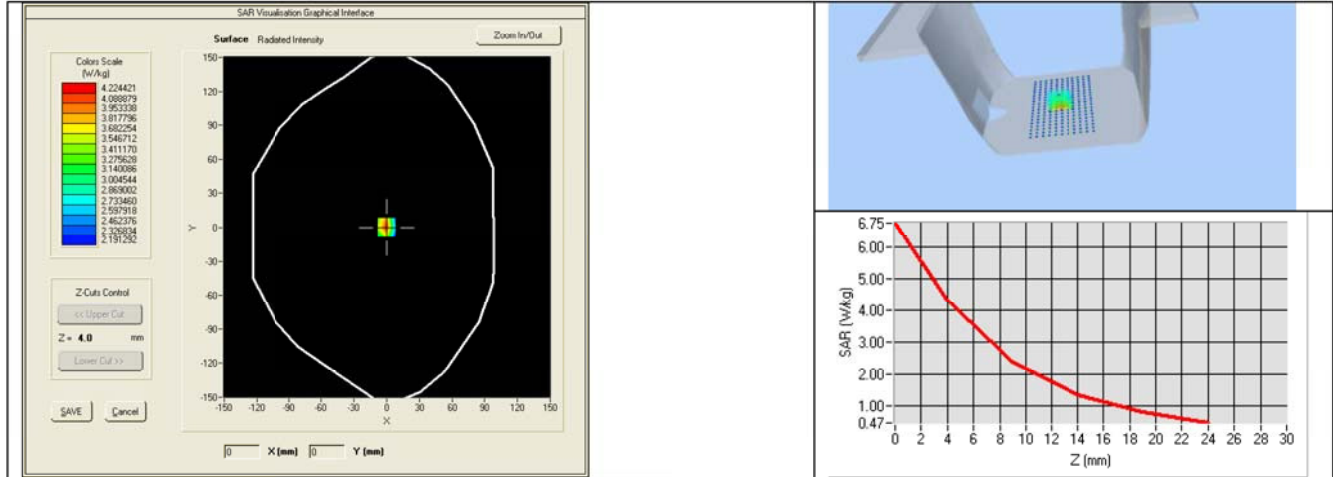 SAR Visualisation Graphical Interface
Surface Radiated Intensity
Zoom In/Out
Colors Scale
(W/kg)
4.224421
4.088879
3.953338
3.817796
3.682254
3.546712
3.411170
3.275628
3.140086
3.004544
2.869002
2.733460
2.597918
2.462376
2.326834
2.191292
Z-Cuts Control
<< Upper Cut
Z = 4.0 mm
Lower Cut >>
SAVE
Cancel
150
120
90
60
30
0
-30
-60
-90
-120
-150
Y
-150 -120 -90 -60 -30 0 30 60 90 120 150
X
0 X (mm) 0 Y (mm)
6.75
6.00
5.00
4.00
3.00
2.00
1.00
0.47
SAR (W/kg)
0 2 4 6 8 10 12 14 16 18 20 22 24 26 28 30
Z (mm)